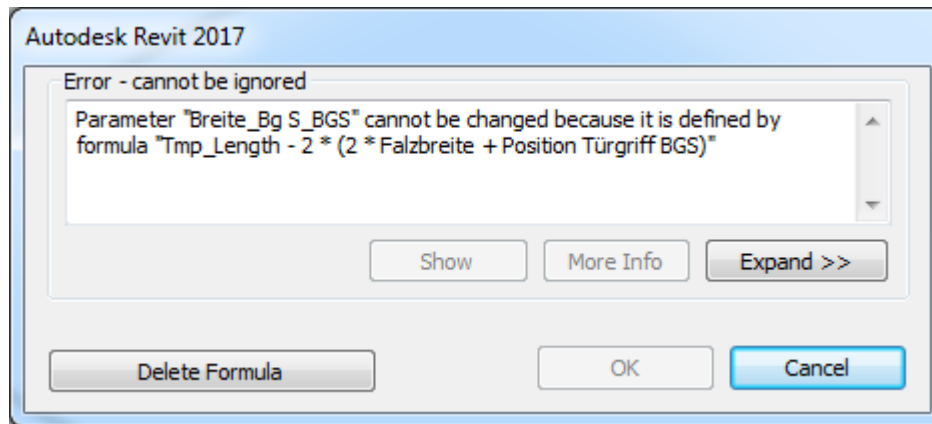 Autodesk Revit 2017
Error - cannot be ignored
Parameter "Breite_Bg S_BGS" cannot be changed because it is defined by
formula "Tmp_Length - 2 * (2 * Falzbreite + Position Türgriff BGS)"
Show More Info Expand >>
Delete Formula OK Cancel